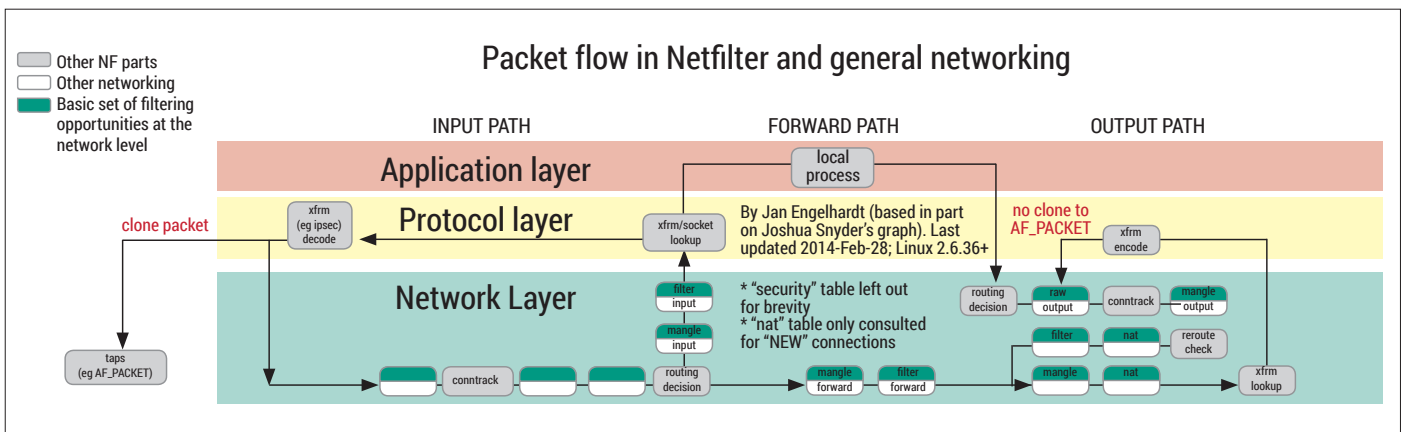 Packet flow in Netfilter and general networking
Other NF parts
Other networking
Basic set of filtering
opportunities at the
network level
INPUT PATH
FORWARD PATH
OUTPUT PATH
Application layer
local
process
clone packet
xfrm
(eg ipsec)
decode
Protocol layer
xfrm/socket
lookup
By Jan Engelhardt (based in part
on Joshua Snyder's graph). Last
updated 2014-Feb-28; Linux 2.6.36+
no clone to
AF_PACKET
xfrm
encode
Network Layer
filter
input
mangle
input
* “security” table left out
for brevity
* “nat” table only consulted
for “NEW” connections
routing
decision
raw
output
conntrack
mangle
output
filter
nat
reroute
check
taps
(eg AF_PACKET)
conntrack
routing
decision
mangle
forward
filter
forward
mangle
nat
xfrm
lookup